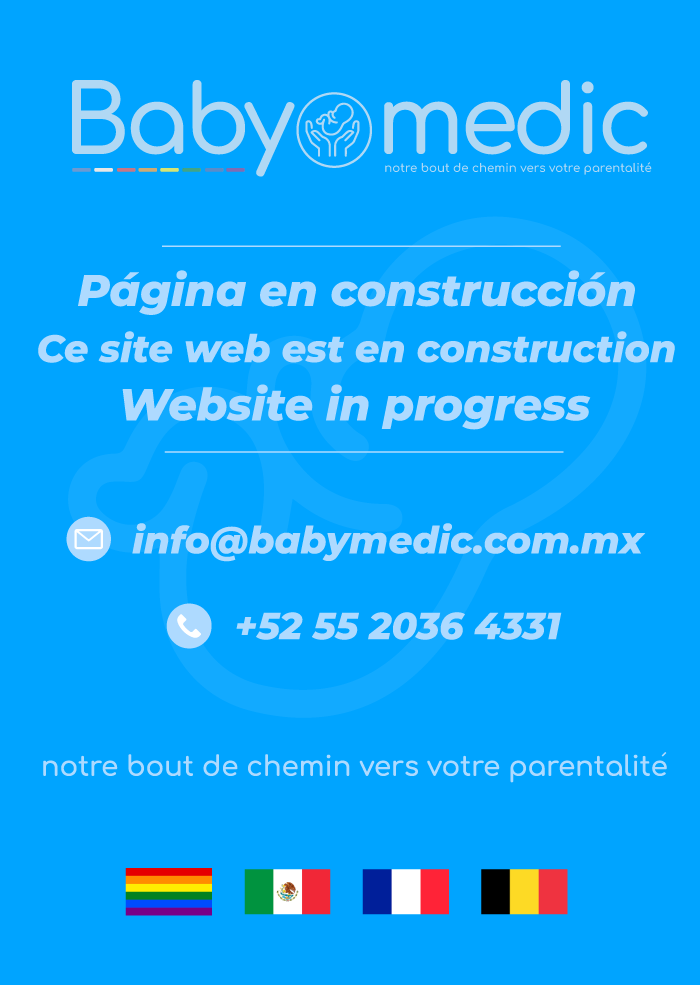 Baby medic
notre bout de chemin vers votre parentalité
Página en construcción
Ce site web est en construction
Website in progress
info@babymedic.com.mx
+52 55 2036 4331
notre bout de chemin vers votre parentalité